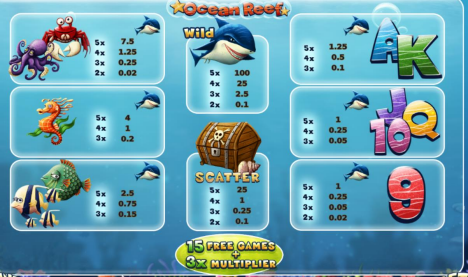 Ocean Reef
5x 7.5
4x 1.25
3x 0.25
2x 0.02
Wild
5x 100
4x 25
3x 2.5
2x 0.1
5x 1.25
4x 0.5
3x 0.1
A K
5x 4
4x 1
3x 0.2
SCATTER
5x 25
4x 1
3x 0.25
2x 0.1
5x 1
4x 0.25
3x 0.05
J Q
10
5x 2.5
4x 0.75
3x 0.15
5x 1
4x 0.25
3x 0.05
2x 0.02
9
15 FREE GAMES
+
3x MULTIPLIER